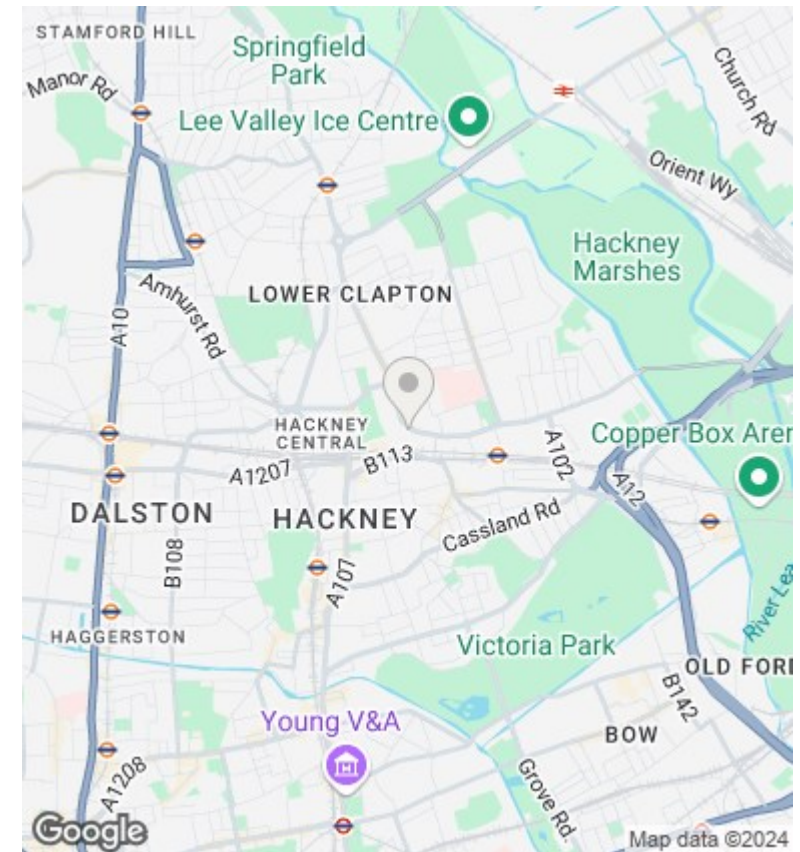 STAMFORD HILL
Springfield
Park
Manor Rd
Lee Valley Ice Centre
Church Rd
Orient Wy
Hackney
Marshes
LOWER CLAPTON
A10
Amhurst Rd
HACKNEY
CENTRAL
B113
A102
Copper Box Aren
A1207
A12
DALSTON
HACKNEY
Cassland Rd
B108
A107
River Lea
HAGGERSTON
Victoria Park
OLD FORD
B142
Young V&A
BOW
A1208
Grove Rd.
Google
Map data ©2024